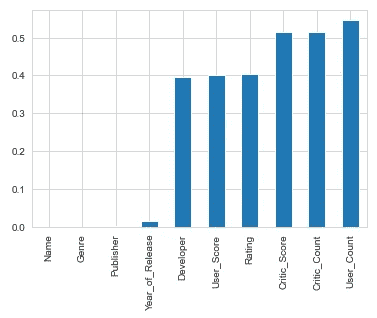 0.5
0.4
0.3
0.2
0.1
0.0
Name
Genre
Publisher
Year_of_Release
Developer
User_Score
Rating
Critic_Score
Critic_Count
User_Count